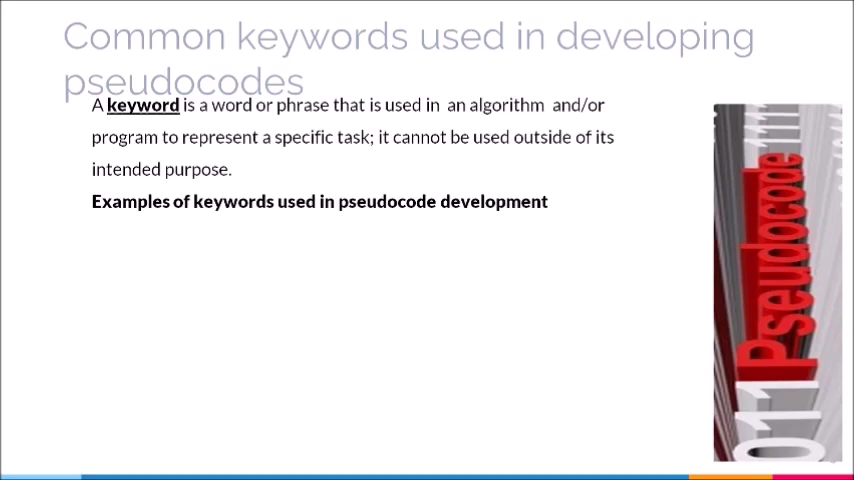 Common keywords used in developing
pseudocodes
A keyword is a word or phrase that is used in an algorithm and/or
program to represent a specific task; it cannot be used outside of its
intended purpose.
Examples of keywords used in pseudocode development
Pseudocode
011